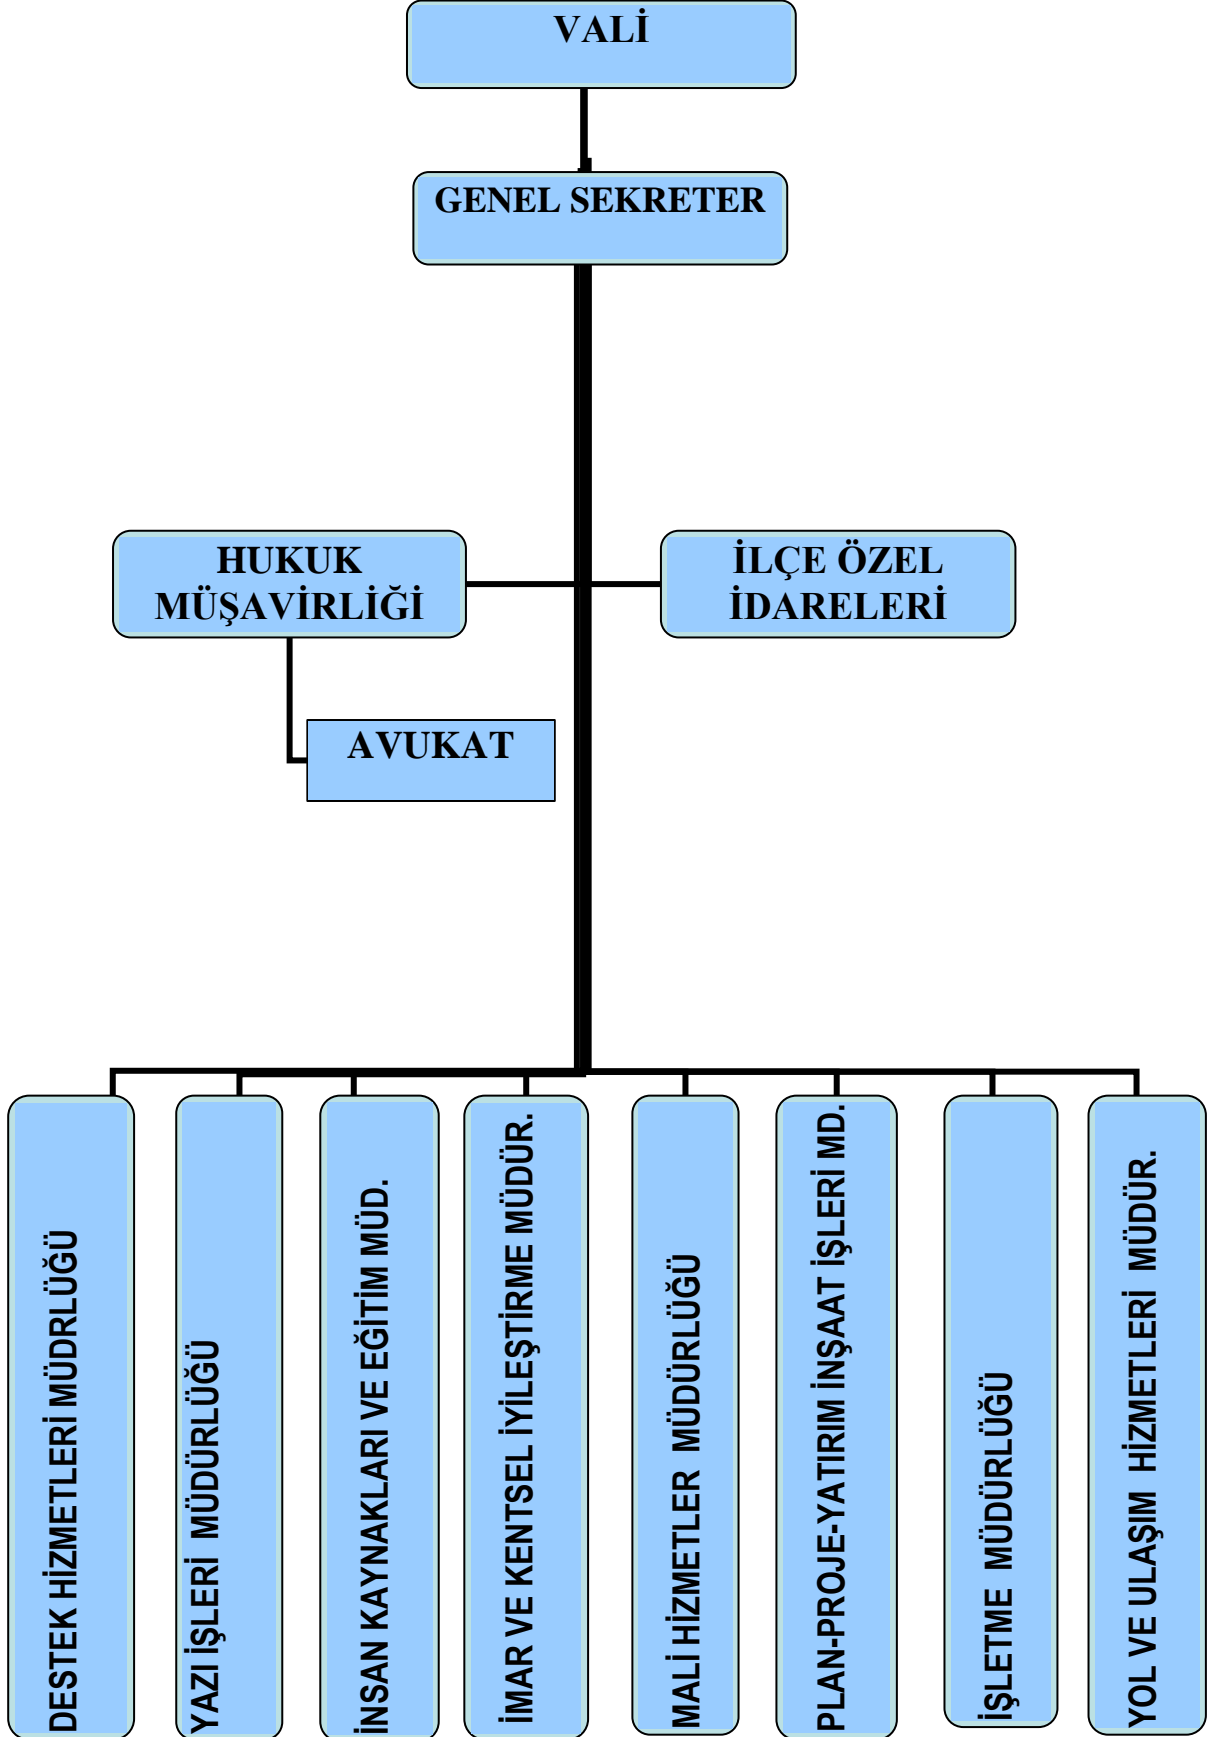 VALİ
GENEL SEKRETER
HUKUK
MÜŞAVİRLİĞİ
İLÇE ÖZEL
İDARELERİ
AVUKAT
DESTEK HİZMETLERİ MÜDRLÜĞÜ
YAZI İŞLERİ MÜDÜRLÜĞÜ
İNSAN KAYNAKLARI VE EĞİTİM MÜD.
İMAR VE KENTSEL İYİLEŞTİRME MÜDÜR.
MALİ HİZMETLER MÜDÜRLÜĞÜ
PLAN-PROJE-YATIRIM İNŞAAT İŞLERİ MD.
İŞLETME MÜDÜRLÜĞÜ
YOL VE ULAŞIM HİZMETLERİ MÜDÜR.